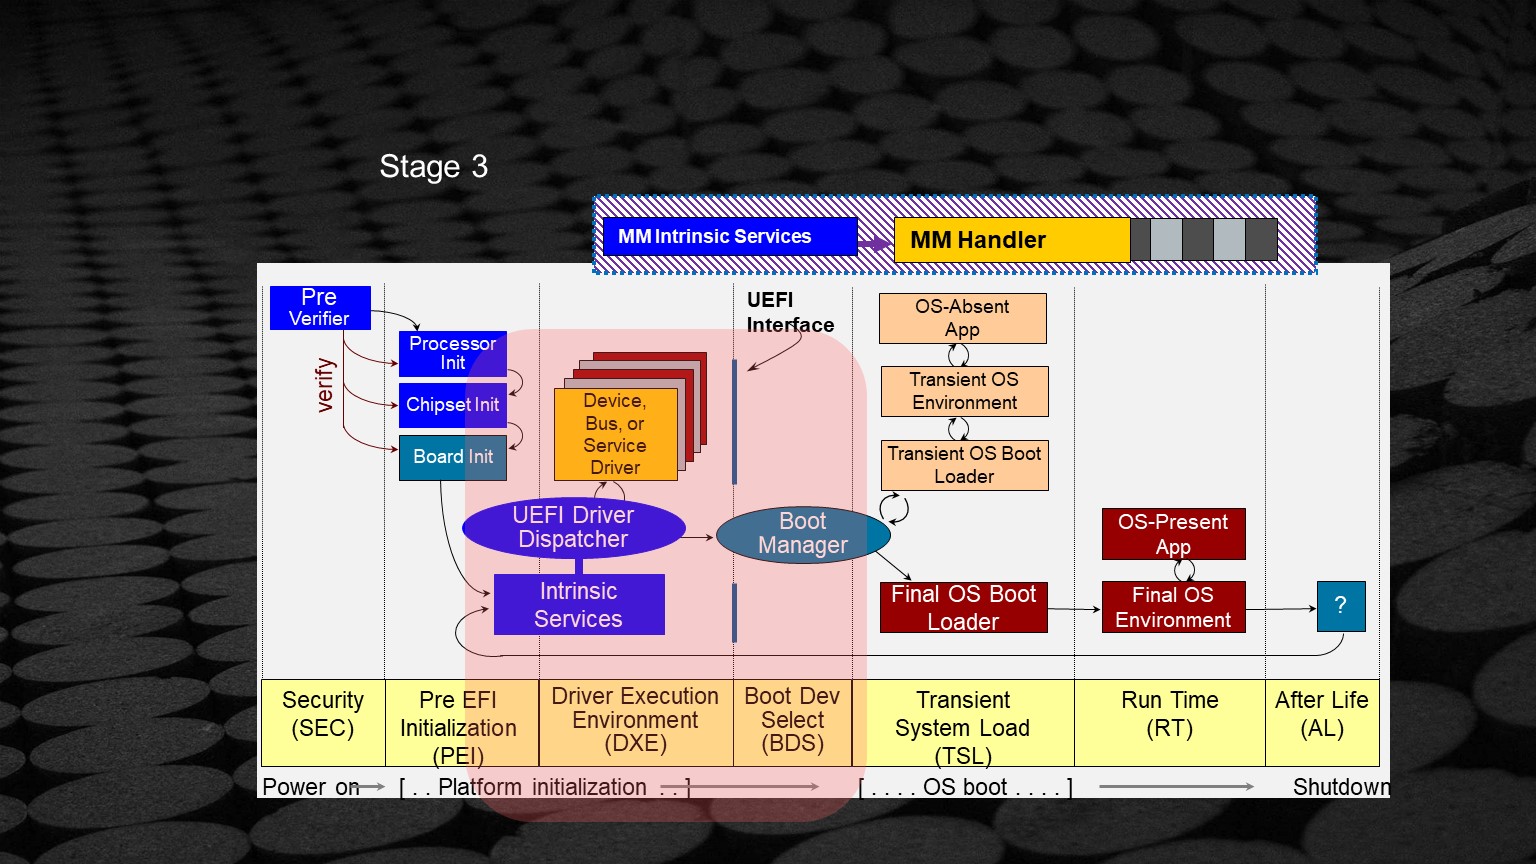 Stage 3
MM Intrinsic Services
MM Handler
Pre
Verifier
verify
Processor
Init
Chipset Init
Board Init
Device,
Bus, or
Service
Driver
UEFI Driver
Dispatcher
Intrinsic
Services
UEFI
Interface
Boot
Manager
OS-Absent
App
Transient OS
Environment
Transient OS Boot
Loader
Final OS Boot
Loader
OS-Present
App
Final OS
Environment
?
Security
(SEC)
Pre EFI
Initialization
(PEI)
Driver Execution
Environment
(DXE)
Boot Dev
Select
(BDS)
Transient
System Load
(TSL)
Run Time
(RT)
After Life
(AL)
Power on
[ . . Platform initialization . . ]
[ . . . . OS boot . . . . ]
Shutdown